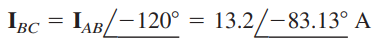 I_BC = I_AB/−120° = 13.2/−83.13° A